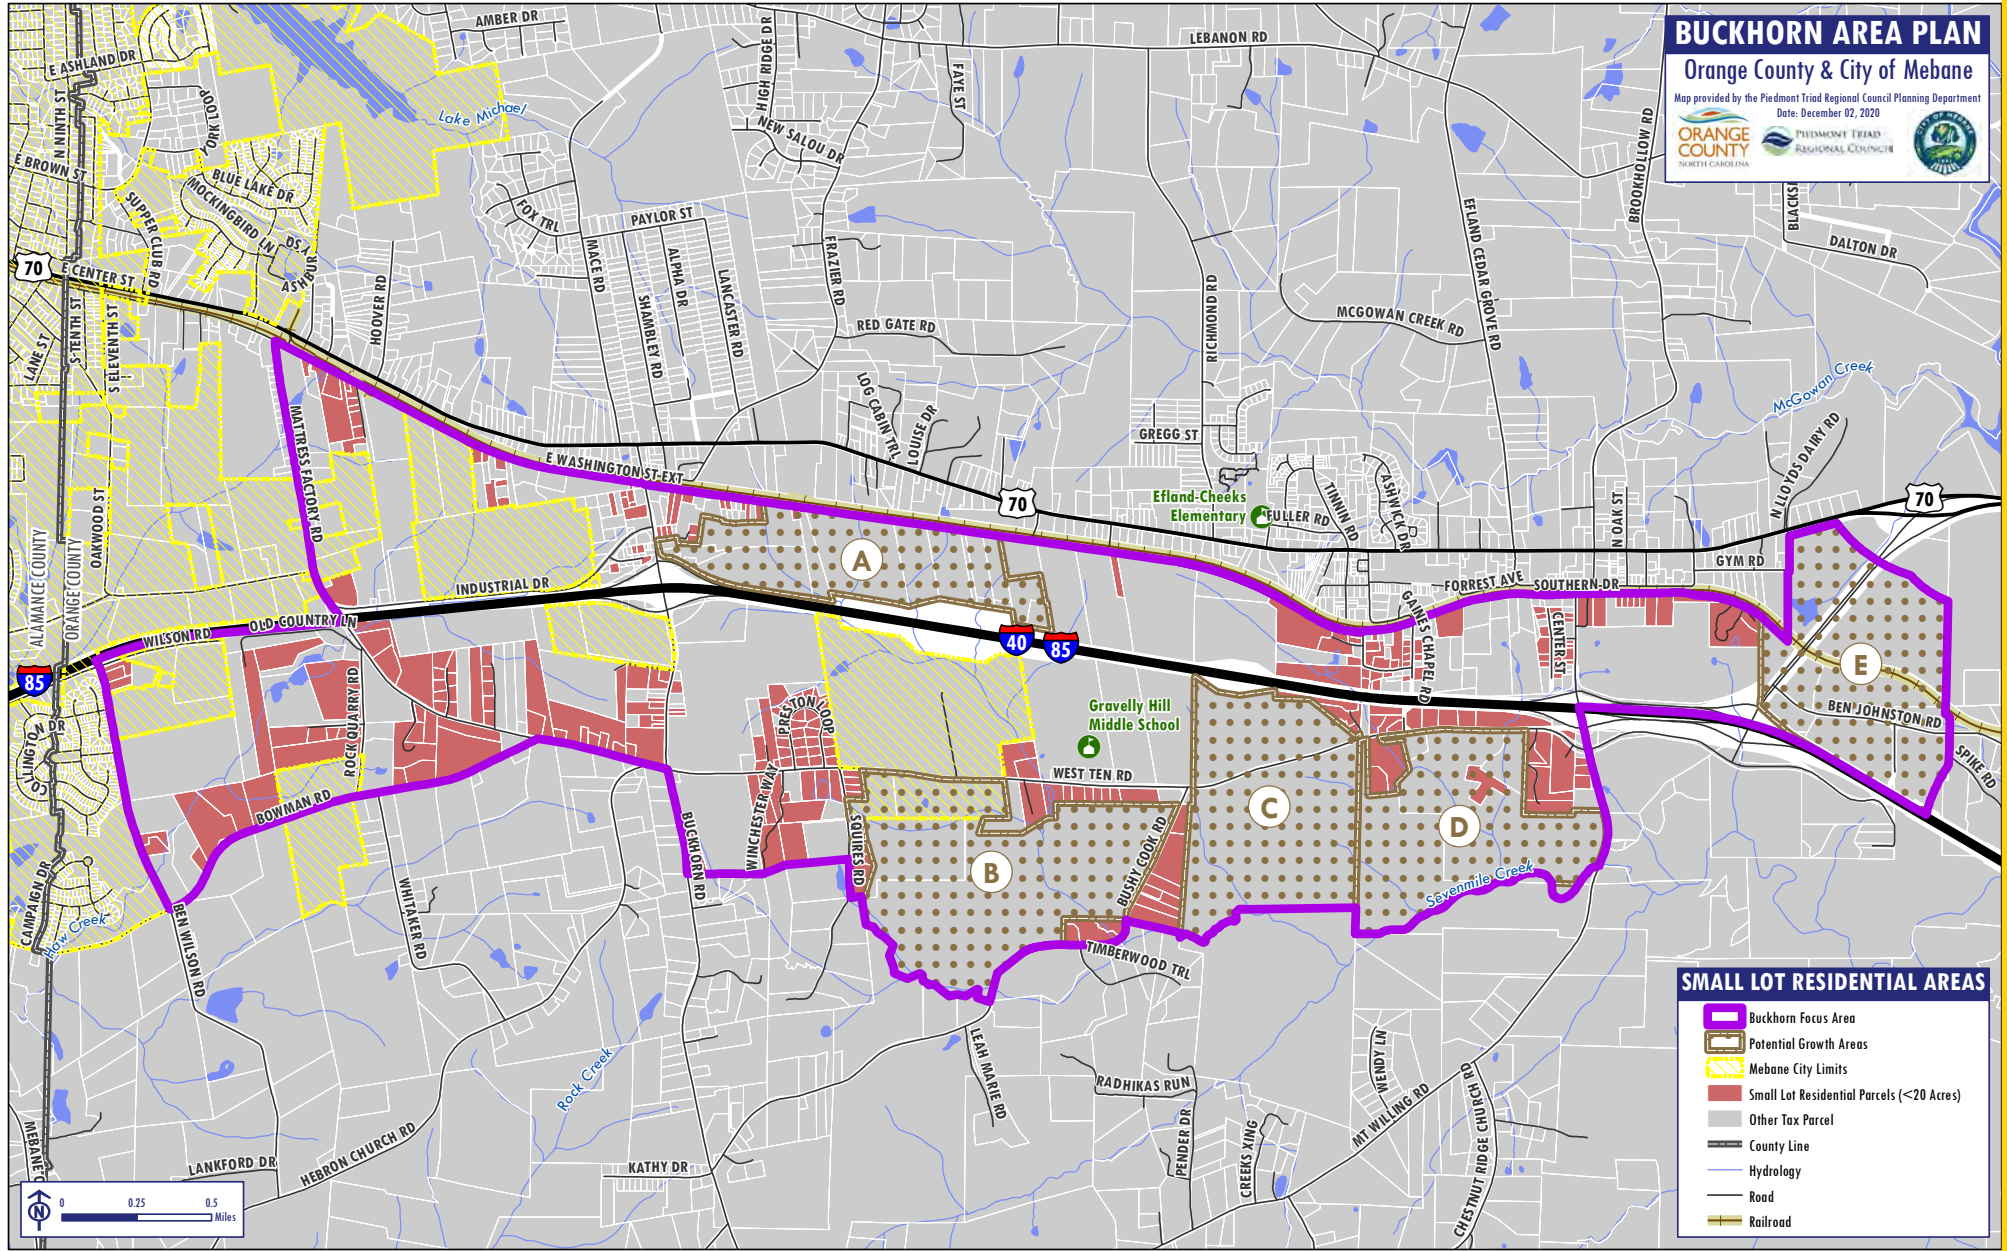 BUCKHORN AREA PLAN
Orange County & City of Mebane
Map provided by the Piedmont Triad Regional Council Planning Department
Date: December 02, 2020
ORANGE COUNTY
NORTH CAROLINA
PIEDMONT TRIAD
REGIONAL COUNCIL
CITY OF MEBANE
AMBER DR
LEBANON RD
E ASHLAND DR
N NINTH ST
YORK LOOP
HIGH RIDGE DR
FAYE ST
Lake Michael
NEW SALOU DR
BROOKHOLLOW RD
E BROWN ST
BLUE LAKE DR
MOCKINGBIRD LN
SUPPER CLUB RD
FOX TRL
PAYLOR ST
EFLAND CEDAR GROVE RD
DALTON DR
70
E CENTER ST
HOOVER RD
MACE RD
ALPHA DR
LANCASTER RD
SHAMBLEY RD
FRAZIER RD
RED GATE RD
RICHMOND RD
MCGOWAN CREEK RD
LANE ST
S TENTH ST
S ELEVENTH ST
McGowan Creek
LOG CABIN TRL
LOUISE DR
GREGG ST
MATTRESS FACTORY RD
E WASHINGTON ST-EXT
70
Efland-Cheeks
Elementary
FULLER RD
TINNIN RD
ASHWICK DR
N OAK ST
N LLOYDS DAIRY RD
70
OAKWOOD ST
ALAMANCE COUNTY
ORANGE COUNTY
INDUSTRIAL DR
A
GYM RD
FORREST AVE
SOUTHERN DR
GAINES CHAPEL RD
CENTER ST
WILSON RD
OLD COUNTRY LN
40
85
85
E
BEN JOHNSTON RD
SPIKE RD
COLLINGTON DR
ROCK QUARRY RD
PRESTON LOOP
Gravelly Hill
Middle School
WEST TEN RD
BOWMAN RD
WINCHESTER WAY
BUCKHORN RD
SQUIRES RD
C
D
B
BUSHY COOK RD
Sevenmile Creek
CAMPAIGN DR
Haw Creek
BEN WILSON RD
WHITAKER RD
TIMBERWOOD TRL
LEAH MARIE RD
Rock Creek
RADHIKAS RUN
WENDY LN
MT WILLING RD
CHESTNUT RIDGE CHURCH RD
PENDER DR
CREEKS XING
KATHY DR
LANKFORD DR
HEBRON CHURCH RD
SMALL LOT RESIDENTIAL AREAS
Buckhorn Focus Area
Potential Growth Areas
Mebane City Limits
Small Lot Residential Parcels (<20 Acres)
Other Tax Parcel
County Line
Hydrology
Road
Railroad
N
0 0.25 0.5
Miles